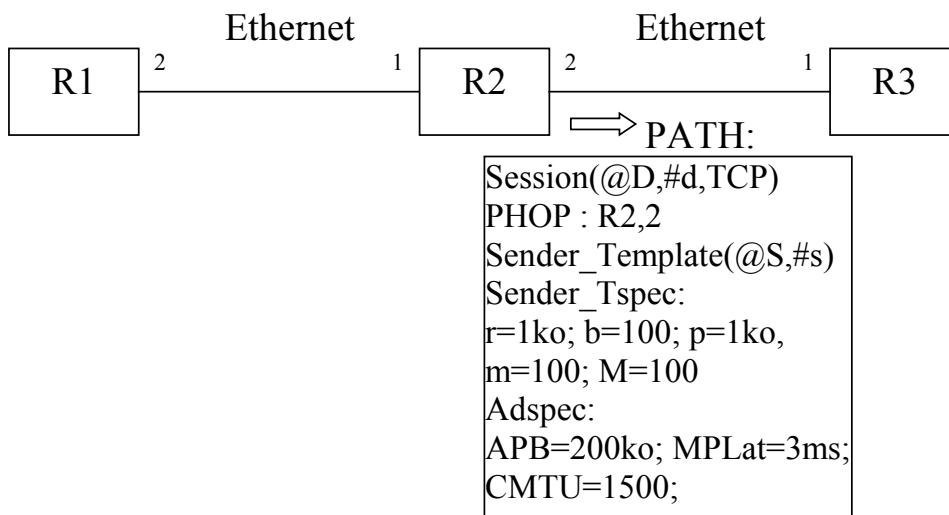 Ethernet Ethernet
R1 2 1 R2 2 1 R3
PATH:
Session(@D,#d,TCP)
PHOP : R2,2
Sender_Template(@S,#s)
Sender_Tspec:
r=1ko; b=100; p=1ko,
m=100; M=100
Adspec:
APB=200ko; MPLat=3ms;
CMTU=1500;